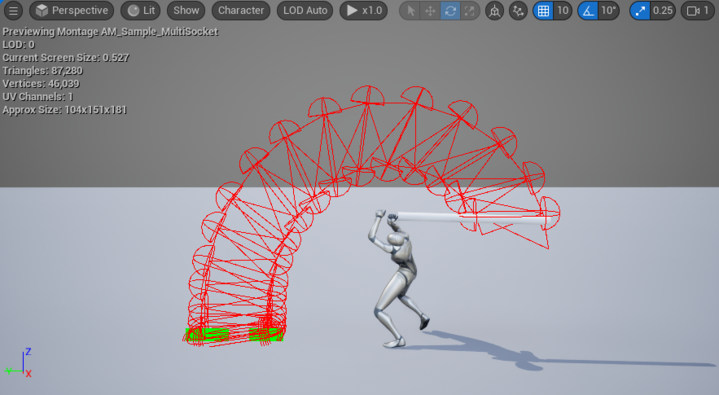 Perspective Lit Show Character LOD Auto x1.0 10 10° 0.25 1
Previewing Montage AM_Sample_MultiSocket
LOD: 0
Current Screen Size: 0.527
Triangles: 87,280
Vertices: 46,039
UV Channels: 1
Approx Size: 104x151x181
Z
X